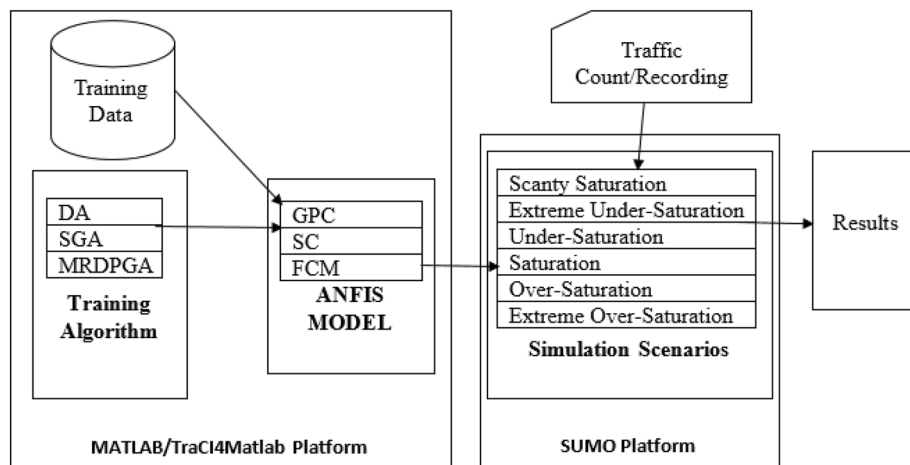 Training
Data
DA
SGA
MRDPGA
Training
Algorithm
GPC
SC
FCM
ANFIS
MODEL
MATLAB/TraCI4Matlab Platform
Traffic
Count/Recording
Scanty Saturation
Extreme Under-Saturation
Under-Saturation
Saturation
Over-Saturation
Extreme Over-Saturation
Simulation Scenarios
SUMO Platform
Results